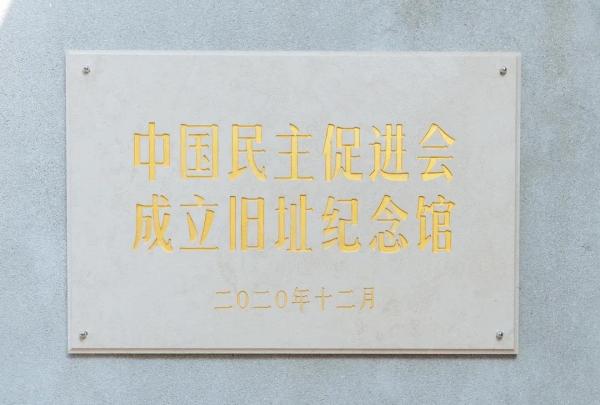 中国民主促进会
成立旧址纪念馆
二〇二〇年十二月